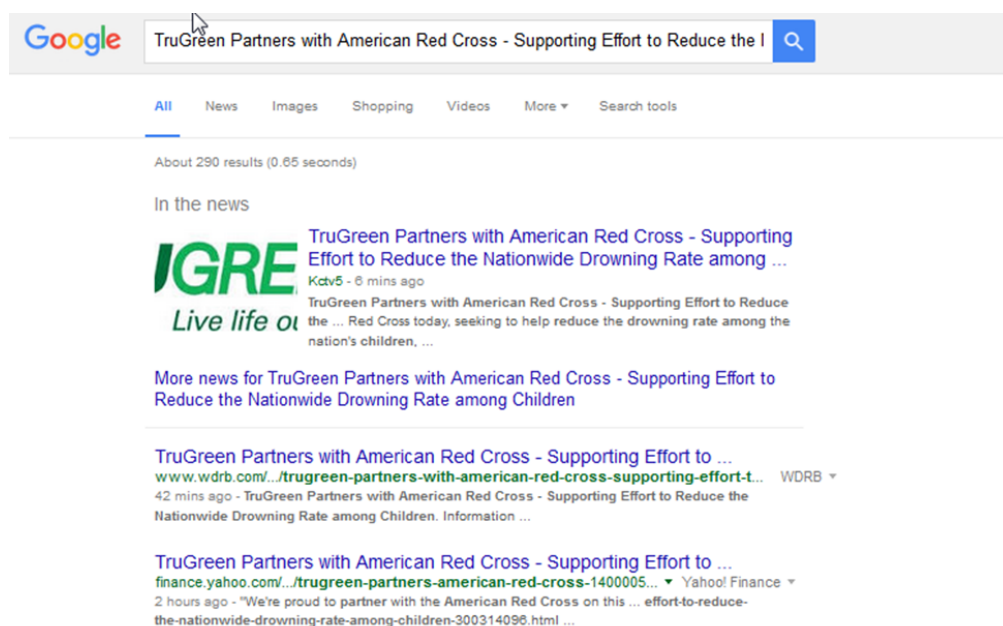 Google
TruGreen Partners with American Red Cross - Supporting Effort to Reduce the
All News Images Shopping Videos More Search tools
About 290 results (0.65 seconds)
In the news
TruGreen Partners with American Red Cross - Supporting
Effort to Reduce the Nationwide Drowning Rate among ...
Kctv5 - 6 mins ago
TruGreen Partners with American Red Cross - Supporting Effort to Reduce
the ... Red Cross today, seeking to help reduce the drowning rate among the
nation's children, ...
UGRE
Live life ou
More news for TruGreen Partners with American Red Cross - Supporting Effort to
Reduce the Nationwide Drowning Rate among Children
TruGreen Partners with American Red Cross - Supporting Effort to ...
www.wdrb.com/.../trugreen-partners-with-american-red-cross-supporting-effort-t... WDRB
42 mins ago - TruGreen Partners with American Red Cross - Supporting Effort to Reduce the
Nationwide Drowning Rate among Children. Information ...
TruGreen Partners with American Red Cross - Supporting Effort to ...
finance.yahoo.com/.../trugreen-partners-american-red-cross-1400005... Yahoo! Finance
2 hours ago - "We're proud to partner with the American Red Cross on this ... effort-to-reduce-
the-nationwide-drowning-rate-among-children-300314096.html ...